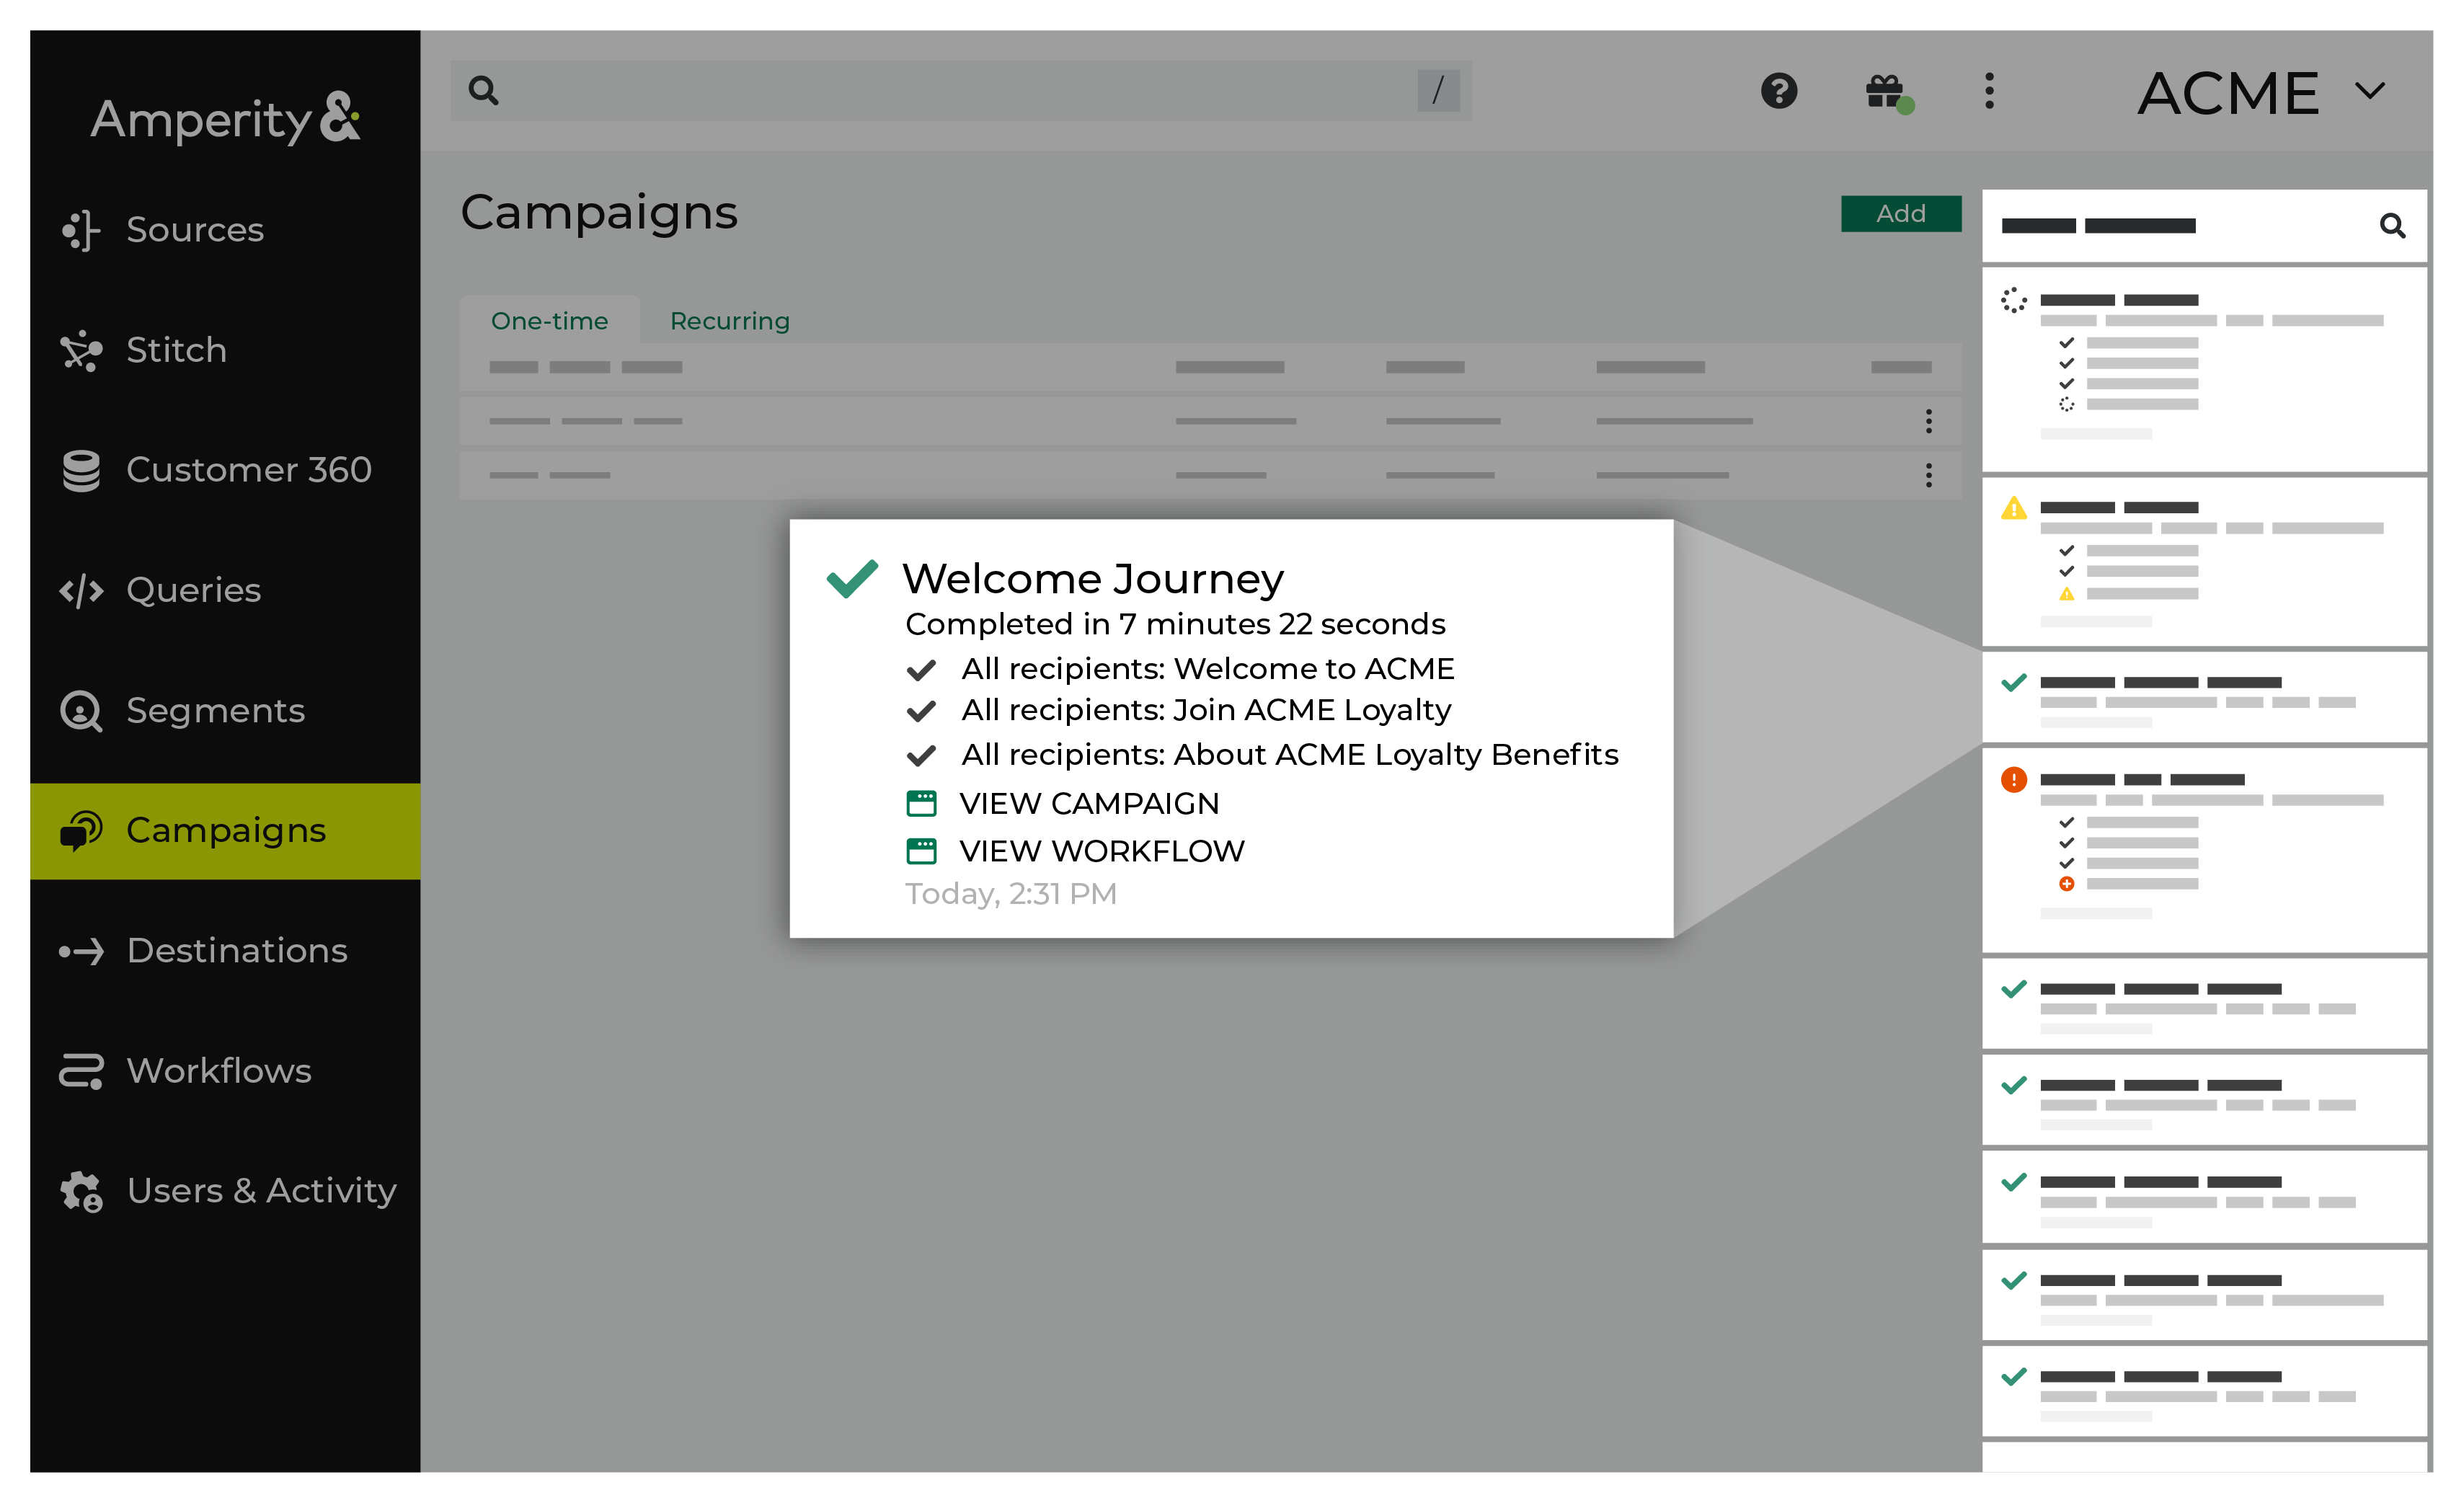 Amperity&
Sources
Stitch
Customer 360
Queries
Segments
Campaigns
Destinations
Workflows
Users & Activity
/
ACME
Campaigns
Add
One-time
Recurring
Welcome Journey
Completed in 7 minutes 22 seconds
All recipients: Welcome to ACME
All recipients: Join ACME Loyalty
All recipients: About ACME Loyalty Benefits
VIEW CAMPAIGN
VIEW WORKFLOW
Today, 2:31 PM